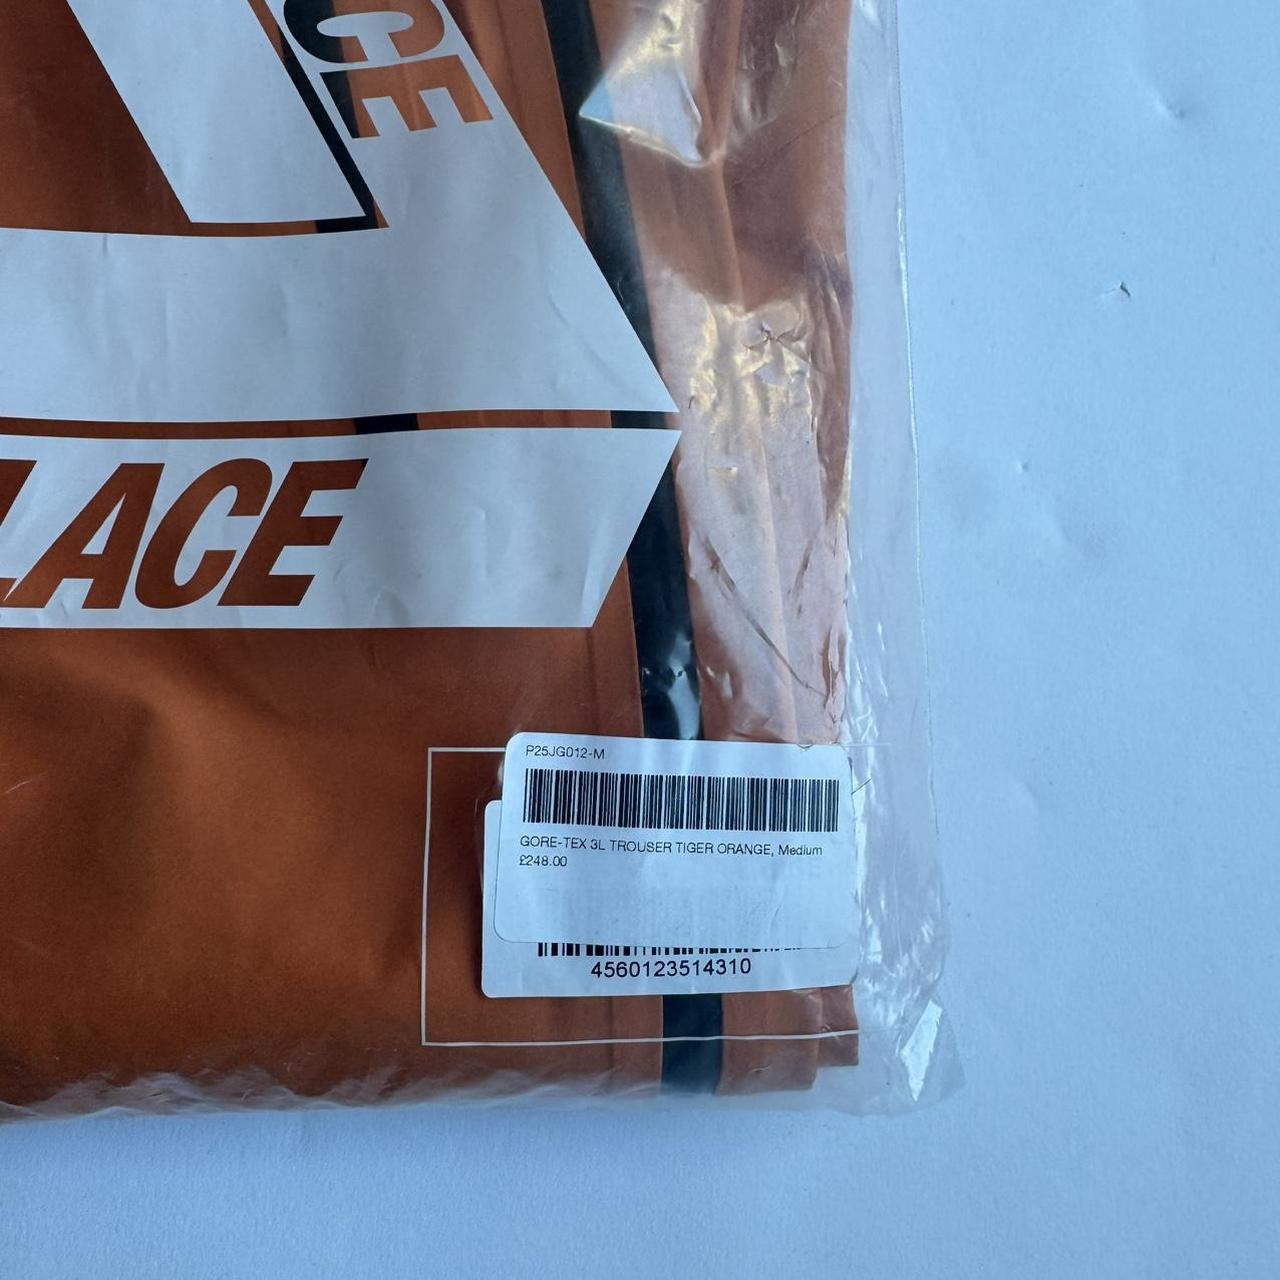 CE
LACE
P25JG012-M
GORE-TEX 3L TROUSER TIGER ORANGE, Medium
£248.00
4560123514310